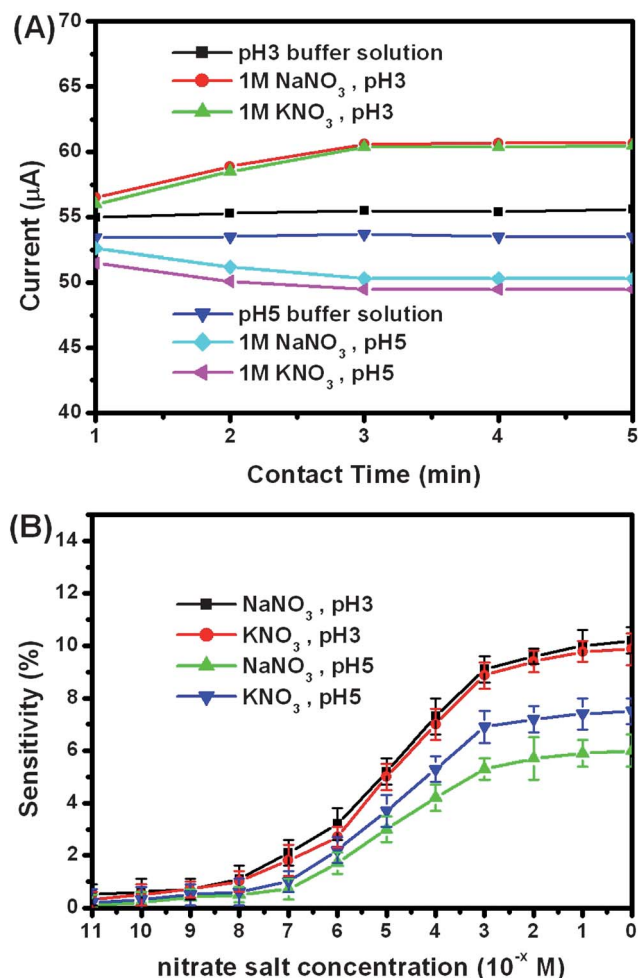 (A)
70
65
60
55
50
45
40
Current (μA)
pH3 buffer solution
1M NaNO₃ , pH3
1M KNO₃ , pH3
pH5 buffer solution
1M NaNO₃ , pH5
1M KNO₃ , pH5
1 2 3 4 5
Contact Time (min)
(B)
14
12
10
8
6
4
2
0
Sensitivity (%)
NaNO₃ , pH3
KNO₃ , pH3
NaNO₃ , pH5
KNO₃ , pH5
11 10 9 8 7 6 5 4 3 2 1 0
nitrate salt concentration (10⁻ˣ M)